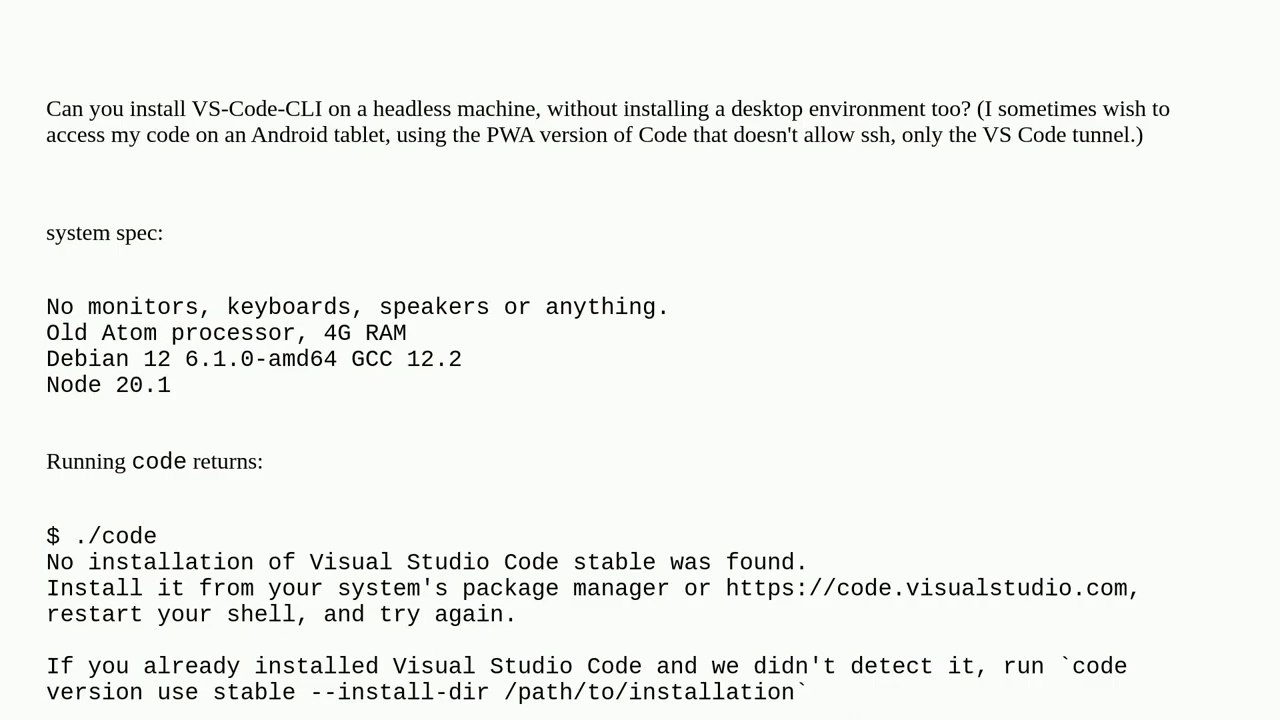 Can you install VS-Code-CLI on a headless machine, without installing a desktop environment too? (I sometimes wish to
access my code on an Android tablet, using the PWA version of Code that doesn't allow ssh, only the VS Code tunnel.)
system spec:
No monitors, keyboards, speakers or anything.
Old Atom processor, 4G RAM
Debian 12 6.1.0-amd64 GCC 12.2
Node 20.1
Running code returns:
$ ./code
No installation of Visual Studio Code stable was found.
Install it from your system's package manager or https://code.visualstudio.com,
restart your shell, and try again.
If you already installed Visual Studio Code and we didn't detect it, run `code
version use stable --install-dir /path/to/installation`